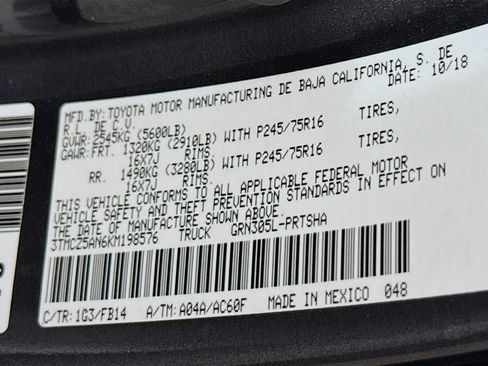 MFD.BY:TOYOTA MOTOR MANUFACTURING DE BAJA CALIFORNIA, S. DE
R.L. DE C.V. DATE: 10/18
GVWR:2545KG (5600LB)
GAWR:FRT. 1320KG (2910LB) WITH P245/75R16 TIRES,
16X7J RIMS
RR. 1490KG (3280LB) WITH P245/75R16 TIRES,
16X7J RIMS
THIS VEHICLE CONFORMS TO ALL APPLICABLE FEDERAL MOTOR
VEHICLE SAFETY AND THEFT PREVENTION STANDARDS IN EFFECT ON
THE DATE OF MANUFACTURE SHOWN ABOVE.
3TMCZ5AN6KM198576 TRUCK GRN305L-PRTSHA
C/TR: 1G3/FB14 A/TM: A04A/AC60F MADE IN MEXICO 048